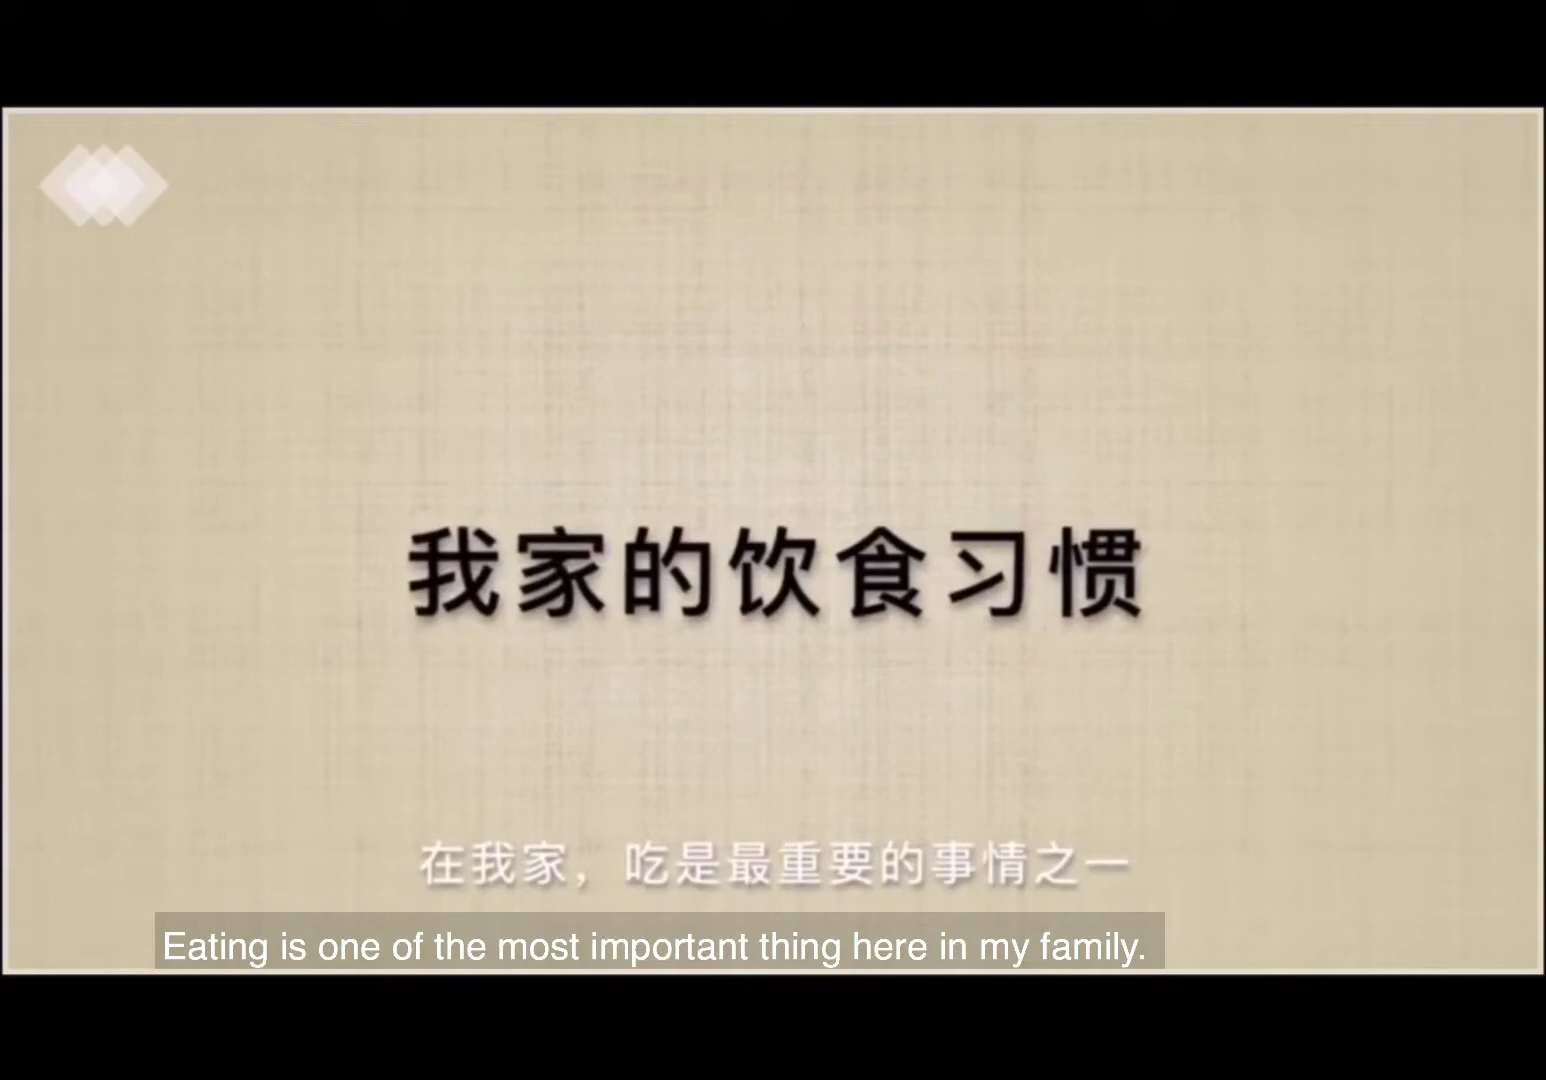 我家的饮食习惯
在我家，吃是最重要的事情之一
Eating is one of the most important thing here in my family.